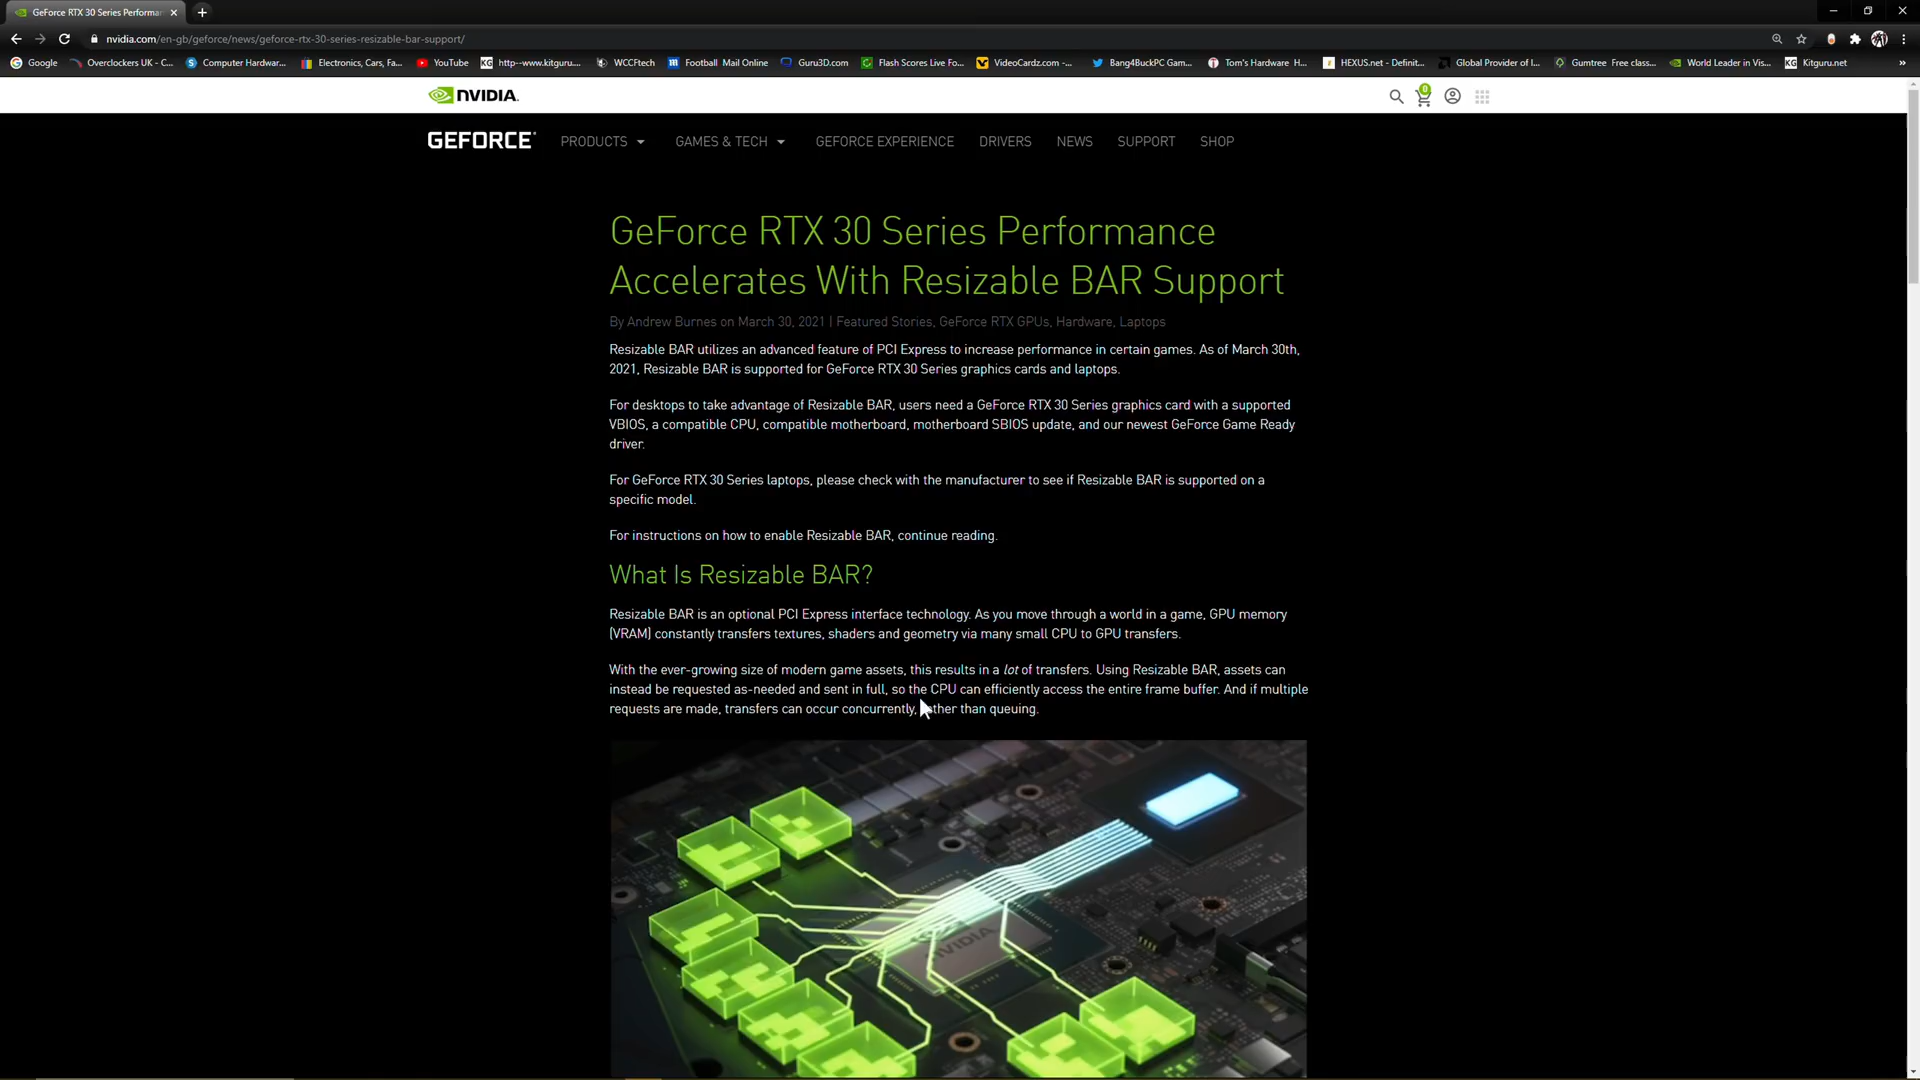 GeForce RTX 30 Series Performa
nvidia.com/en-gb/geforce/news/geforce-rtx-30-series-resizable-bar-support/
Google Overclockers UK - C... Computer Hardwar... Electronics, Cars, Fa... YouTube KG http--www.kitguru.... WCCFtech Football Mail Online Guru3D.com Flash Scores Live Fo... VideoCardz.com -... Bang4BuckPC Gam... Tom's Hardware H... HEXUS.net - Definit... Global Provider of I... Gumtree Free class... World Leader in Vis... KG Kitguru.net »
NVIDIA. 0
GEFORCE PRODUCTS GAMES & TECH GEFORCE EXPERIENCE DRIVERS NEWS SUPPORT SHOP
GeForce RTX 30 Series Performance
Accelerates With Resizable BAR Support
By Andrew Burnes on March 30, 2021 | Featured Stories, GeForce RTX GPUs, Hardware, Laptops
Resizable BAR utilizes an advanced feature of PCI Express to increase performance in certain games. As of March 30th,
2021, Resizable BAR is supported for GeForce RTX 30 Series graphics cards and laptops.
For desktops to take advantage of Resizable BAR, users need a GeForce RTX 30 Series graphics card with a supported
VBIOS, a compatible CPU, compatible motherboard, motherboard SBIOS update, and our newest GeForce Game Ready
driver.
For GeForce RTX 30 Series laptops, please check with the manufacturer to see if Resizable BAR is supported on a
specific model.
For instructions on how to enable Resizable BAR, continue reading.
What Is Resizable BAR?
Resizable BAR is an optional PCI Express interface technology. As you move through a world in a game, GPU memory
(VRAM) constantly transfers textures, shaders and geometry via many small CPU to GPU transfers.
With the ever-growing size of modern game assets, this results in a lot of transfers. Using Resizable BAR, assets can
instead be requested as-needed and sent in full, so the CPU can efficiently access the entire frame buffer. And if multiple
requests are made, transfers can occur concurrently, rather than queuing.
NVIDIA